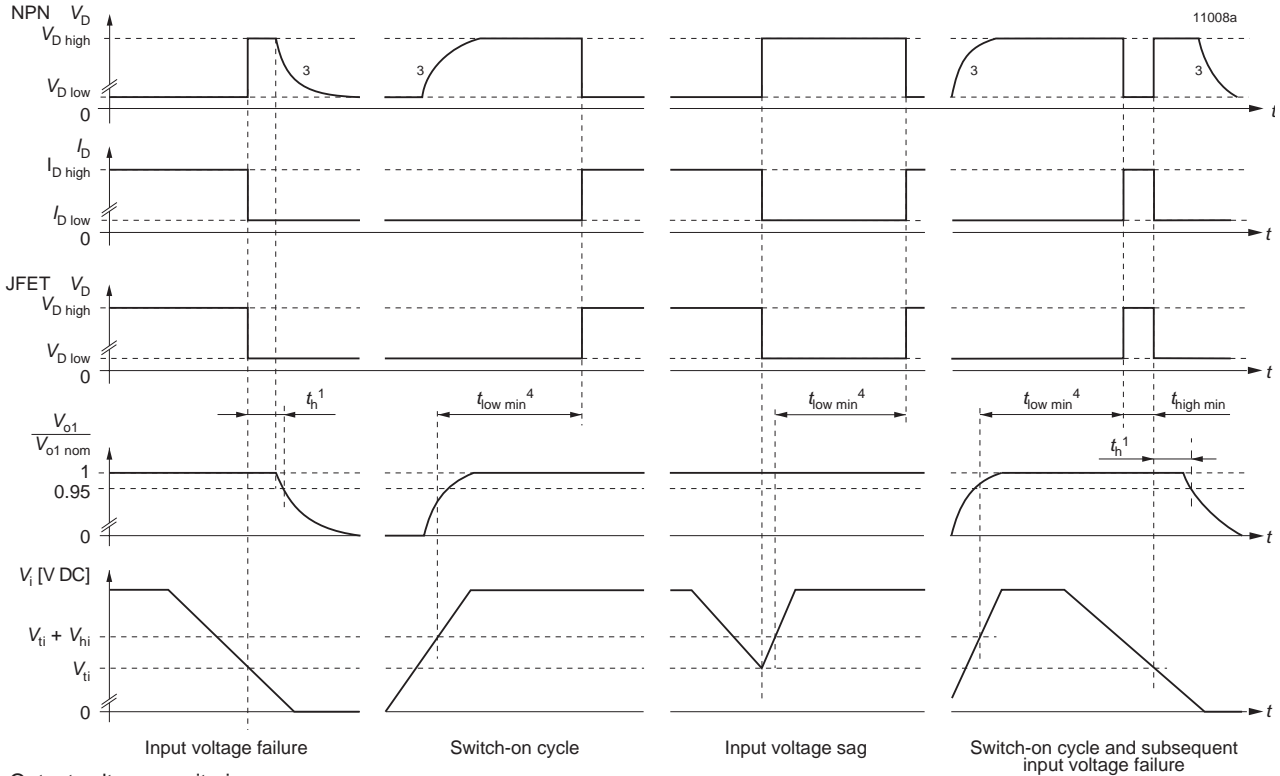 NPN V_D
11008a
V_D high
3 3 3 3
V_D low
0
t
I_D
I_D high
I_D low
0
t
JFET V_D
V_D high
V_D low
0
t
t_h^1 t_low min^4 t_low min^4 t_low min^4 t_high min
V_o1
V_o1 nom
t_h^1
1
0.95
0
t
V_i [V DC]
V_ti + V_hi
V_ti
0
t
Input voltage failure Switch-on cycle Input voltage sag Switch-on cycle and subsequent
input voltage failure